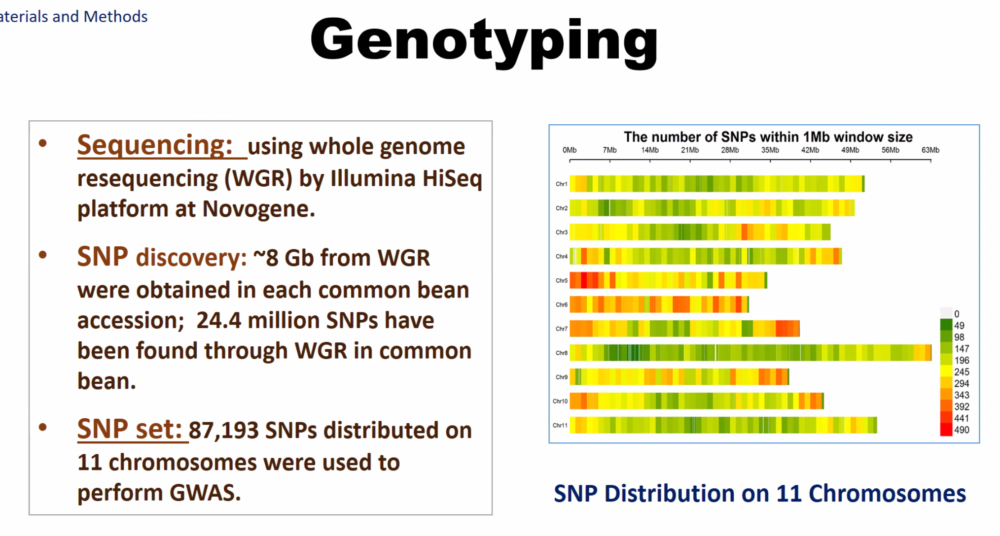 aterials and Methods
Genotyping
• Sequencing: using whole genome
resequencing (WGR) by Illumina HiSeq
platform at Novogene.
• SNP discovery: ~8 Gb from WGR
were obtained in each common bean
accession; 24.4 million SNPs have
been found through WGR in common
bean.
• SNP set: 87,193 SNPs distributed on
11 chromosomes were used to
perform GWAS.
The number of SNPs within 1Mb window size
0Mb 7Mb 14Mb 21Mb 28Mb 35Mb 42Mb 49Mb 56Mb 63Mb
Chr1
Chr2
Chr3
Chr4
Chr5
Chr6
Chr7
Chr8
Chr9
Chr10
Chr11
0
49
98
147
196
245
294
343
392
441
490
SNP Distribution on 11 Chromosomes